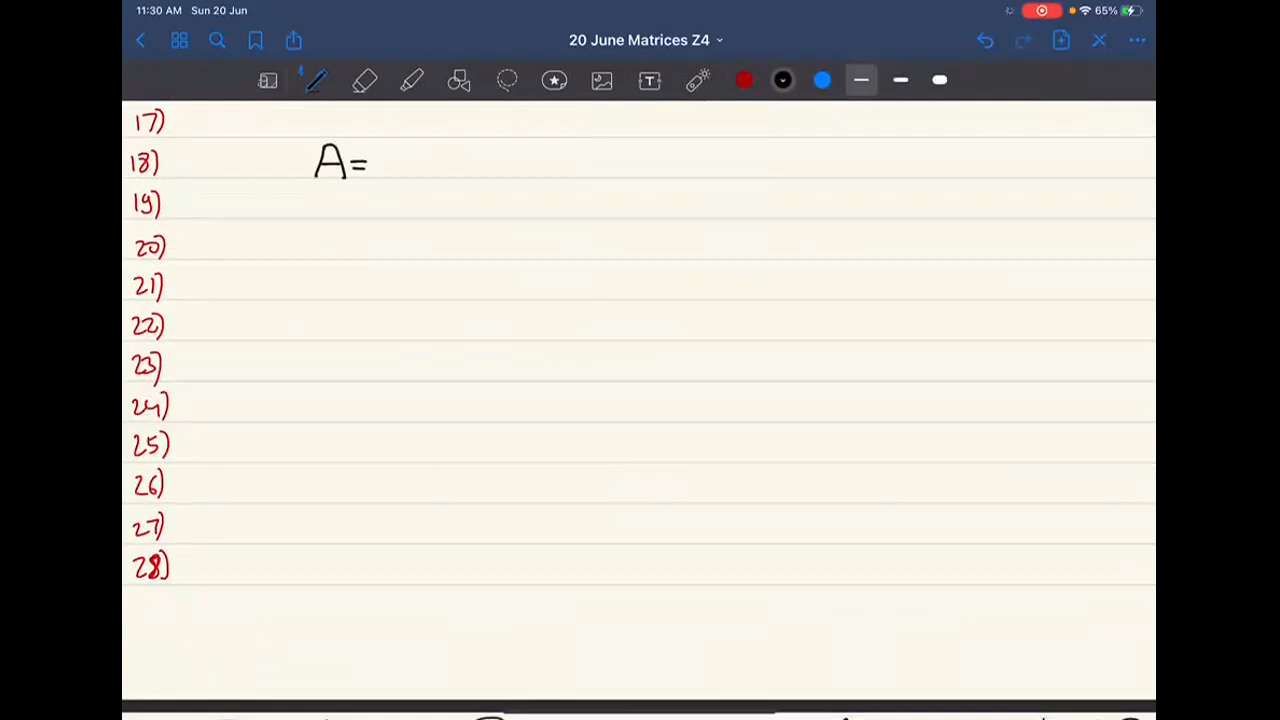 11:30 AM Sun 20 Jun 65%
20 June Matrices Z4
T
17)
18) A=
19)
20)
21)
22)
23)
24)
25)
26)
27)
28)